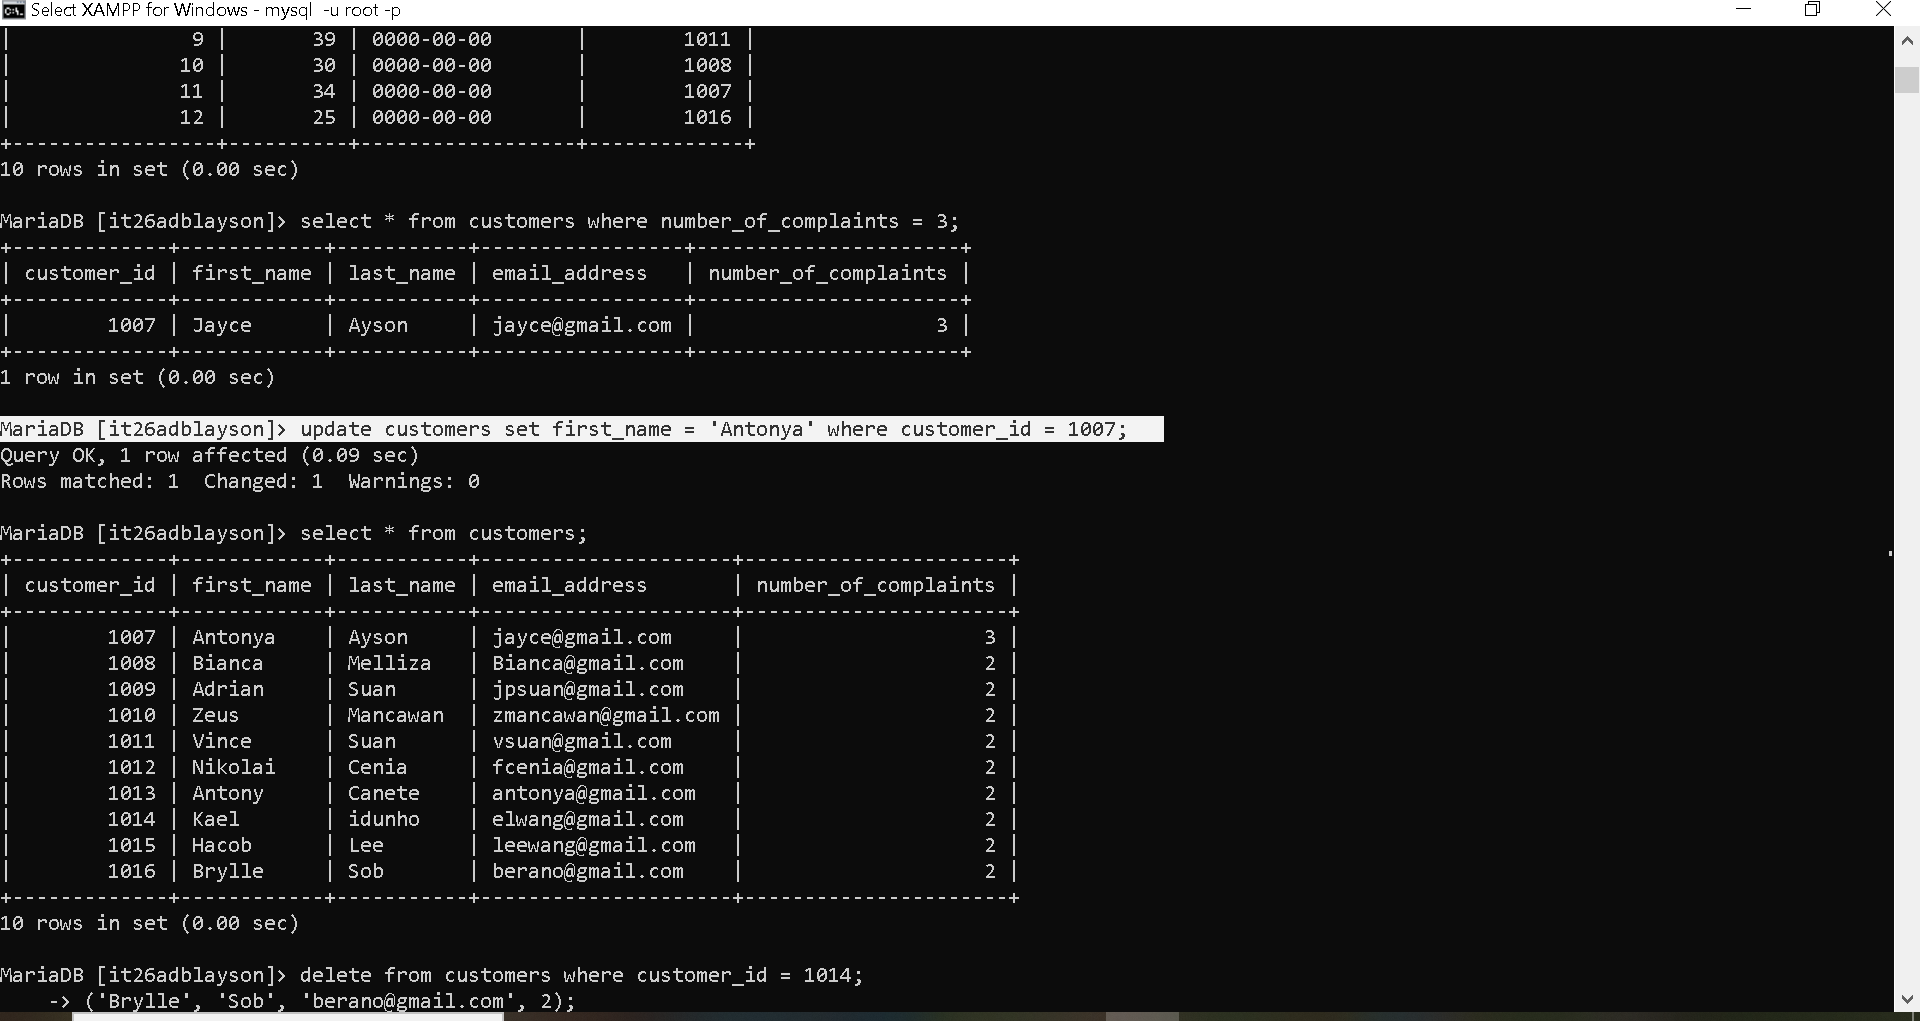 Select XAMPP for Windows - mysql  -u root -p
|               9 |       39 | 0000-00-00        |        1011 |
|              10 |       30 | 0000-00-00        |        1008 |
|              11 |       34 | 0000-00-00        |        1007 |
|              12 |       25 | 0000-00-00        |        1016 |
+-----------------+----------+-------------------+-------------+
10 rows in set (0.00 sec)
MariaDB [it26adblayson]> select * from customers where number_of_complaints = 3;
+-------------+------------+-----------+-----------------+----------------------+
| customer_id | first_name | last_name | email_address   | number_of_complaints |
+-------------+------------+-----------+-----------------+----------------------+
|        1007 | Jayce      | Ayson     | jayce@gmail.com |                    3 |
+-------------+------------+-----------+-----------------+----------------------+
1 row in set (0.00 sec)
MariaDB [it26adblayson]> update customers set first_name = 'Antonya' where customer_id = 1007;
Query OK, 1 row affected (0.09 sec)
Rows matched: 1  Changed: 1  Warnings: 0
MariaDB [it26adblayson]> select * from customers;
+-------------+------------+-----------+---------------------+----------------------+
| customer_id | first_name | last_name | email_address       | number_of_complaints |
+-------------+------------+-----------+---------------------+----------------------+
|        1007 | Antonya    | Ayson     | jayce@gmail.com     |                    3 |
|        1008 | Bianca     | Melliza   | Bianca@gmail.com    |                    2 |
|        1009 | Adrian     | Suan      | jpsuan@gmail.com    |                    2 |
|        1010 | Zeus       | Mancawan  | zmancawan@gmail.com |                    2 |
|        1011 | Vince      | Suan      | vsuan@gmail.com     |                    2 |
|        1012 | Nikolai    | Cenia     | fcenia@gmail.com    |                    2 |
|        1013 | Antony     | Canete    | antonya@gmail.com   |                    2 |
|        1014 | Kael       | idunho    | elwang@gmail.com    |                    2 |
|        1015 | Hacob      | Lee       | leewang@gmail.com   |                    2 |
|        1016 | Brylle     | Sob       | berano@gmail.com    |                    2 |
+-------------+------------+-----------+---------------------+----------------------+
10 rows in set (0.00 sec)
MariaDB [it26adblayson]> delete from customers where customer_id = 1014;
    -> ('Brylle', 'Sob', 'berano@gmail.com', 2);